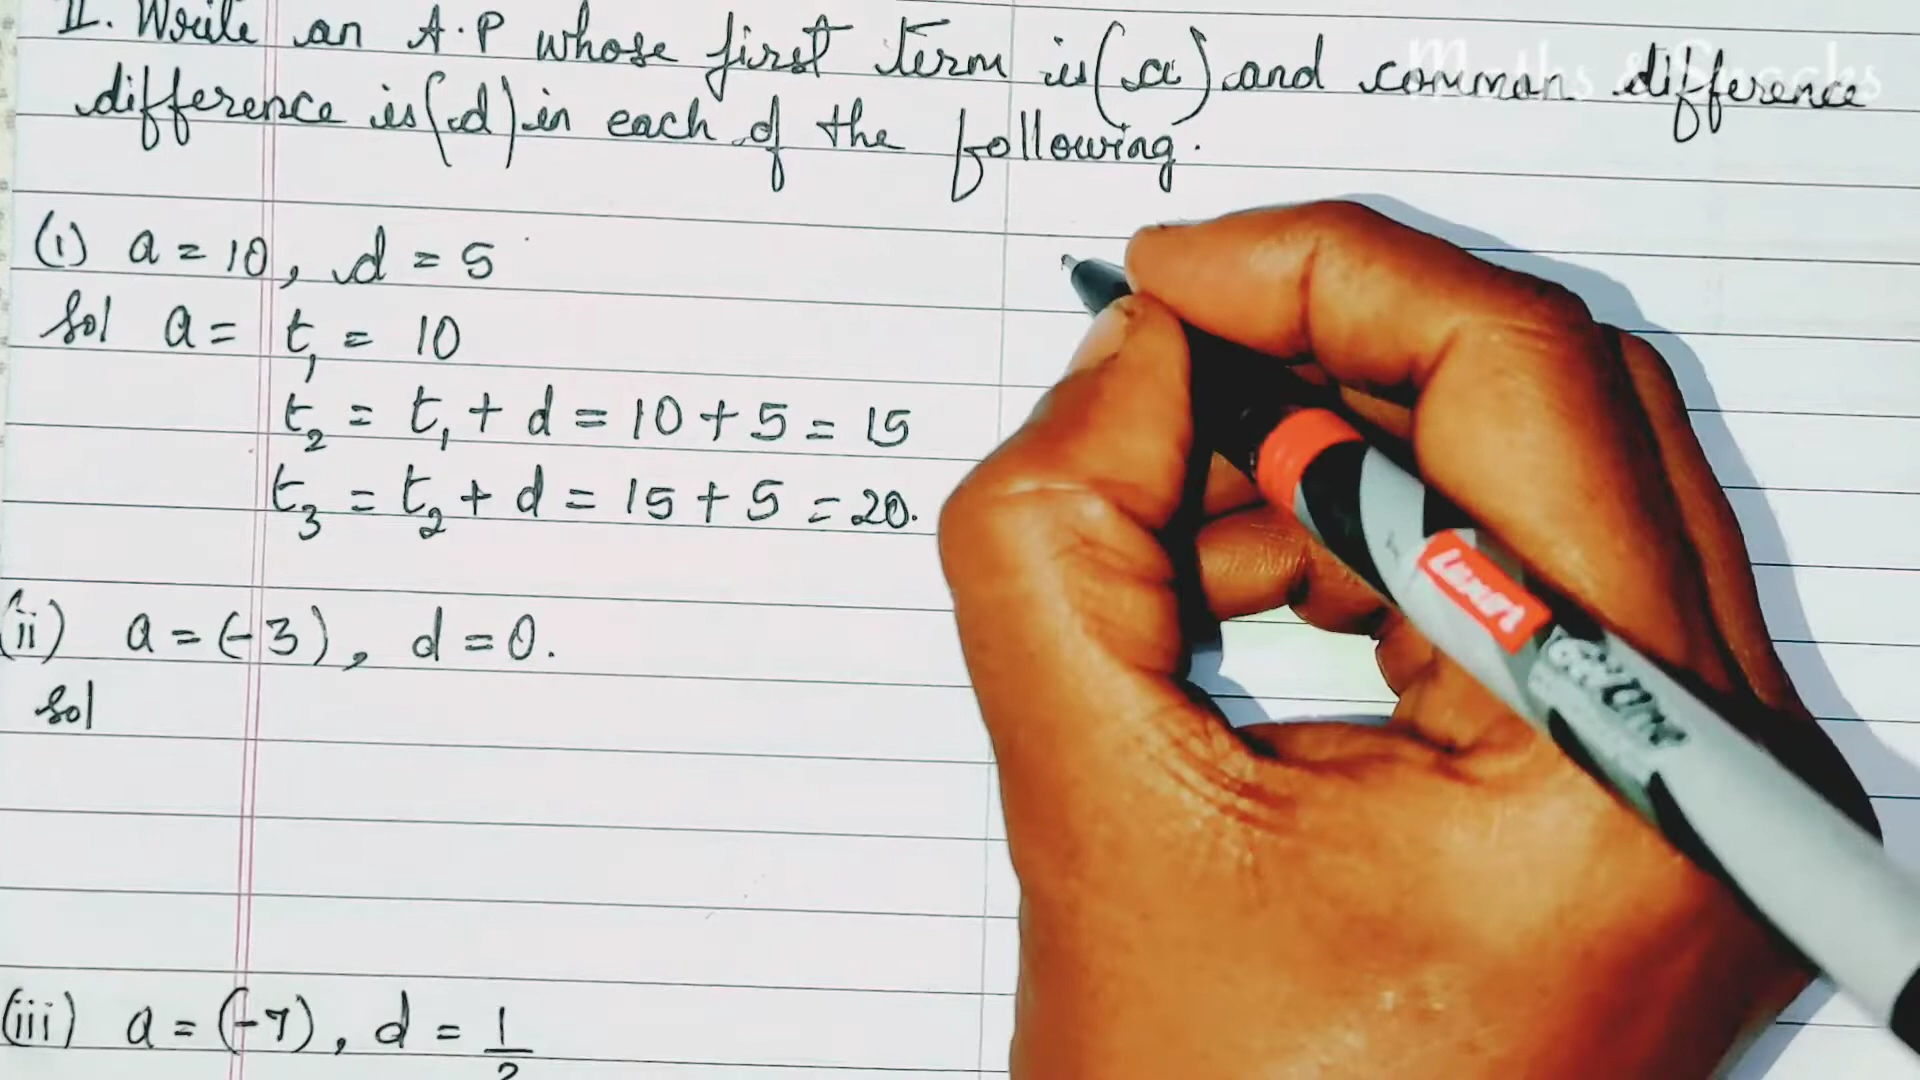 II. Write an A.P whose first term is (a) and common difference
difference is (d) in each of the following.
(i) a = 10, d = 5
Sol a = t₁ = 10
t₂ = t₁ + d = 10 + 5 = 15
t₃ = t₂ + d = 15 + 5 = 20.
(ii) a = (-3), d = 0.
Sol
(iii) a = (-7), d = 1/2
Maths & Snacks